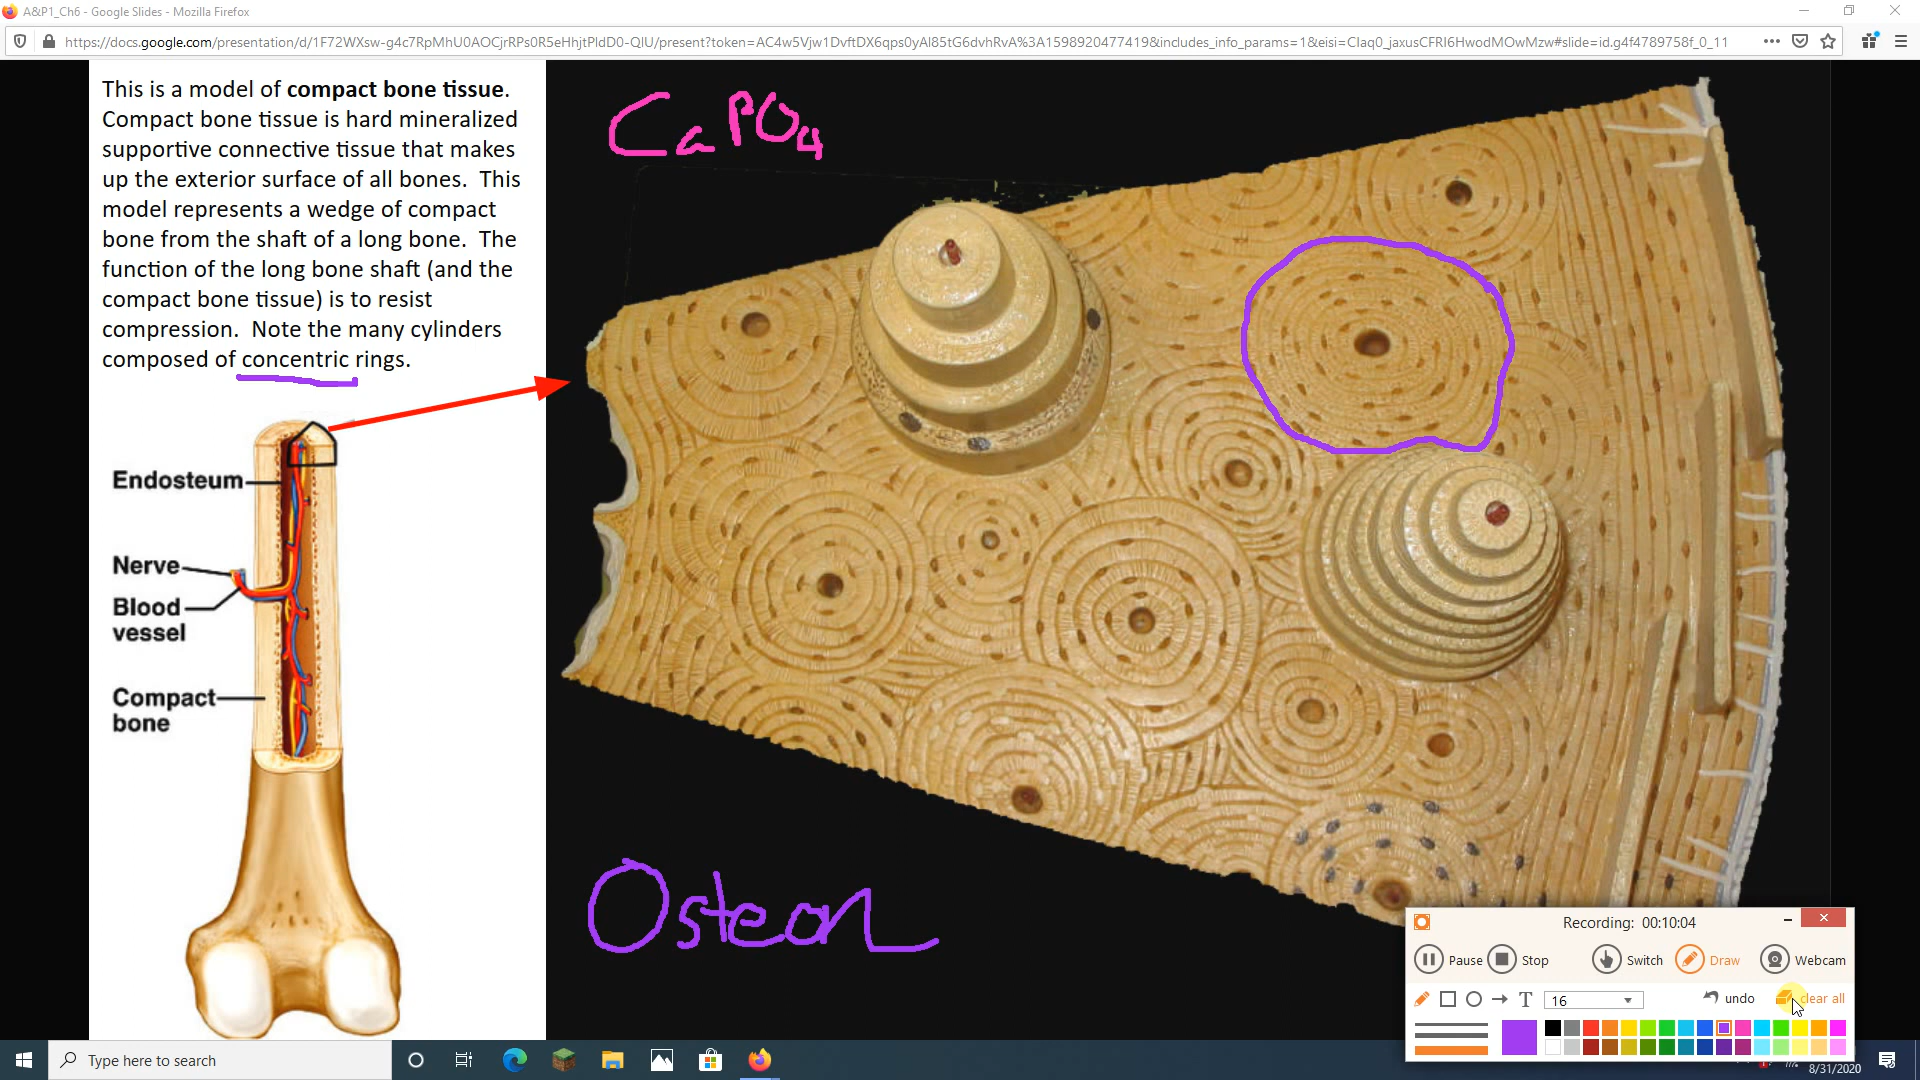 A&P1_Ch6 - Google Slides - Mozilla Firefox
This is a model of compact bone tissue.
Compact bone tissue is hard mineralized
supportive connective tissue that makes
up the exterior surface of all bones. This
model represents a wedge of compact
bone from the shaft of a long bone. The
function of the long bone shaft (and the
compact bone tissue) is to resist
compression. Note the many cylinders
composed of concentric rings.
CaPO4
Endosteum
Nerve
Blood
vessel
Compact
bone
Osteon
Recording: 00:10:04
Pause
Stop
Switch
Draw
Webcam
T
16
undo
clear all
Type here to search
8/31/2020